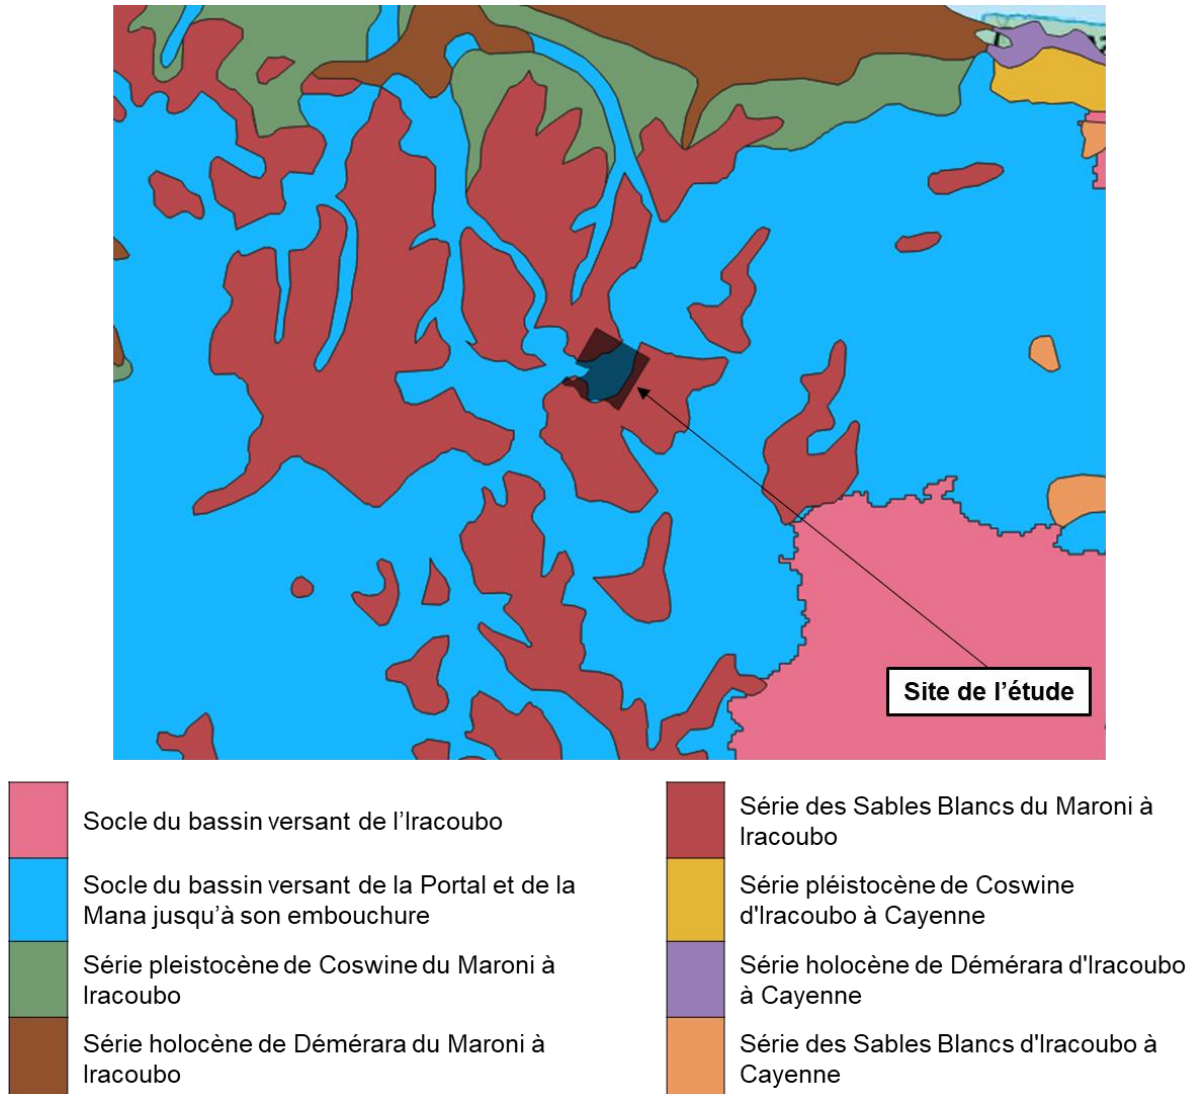 Site de l'étude
Socle du bassin versant de l'Iracoubo
Socle du bassin versant de la Portal et de la
Mana jusqu'à son embouchure
Série pleistocène de Coswine du Maroni à
Iracoubo
Série holocène de Démérara du Maroni à
Iracoubo
Série des Sables Blancs du Maroni à
Iracoubo
Série pléistocène de Coswine
d'Iracoubo à Cayenne
Série holocène de Démérara d'Iracoubo
à Cayenne
Série des Sables Blancs d'Iracoubo à
Cayenne